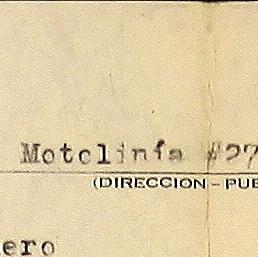 Motolinía #27
(DIRECCION - PUE
ero